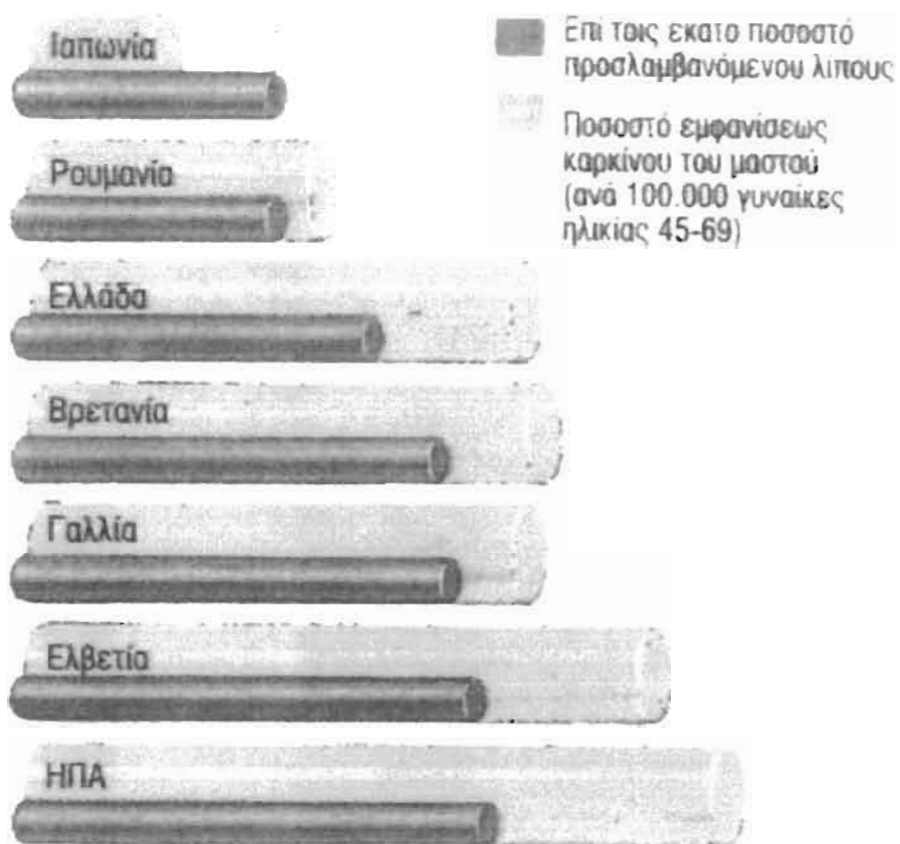 Ιαπωνία
Ρουμανία
Ελλάδα
Βρετανία
Γαλλία
Ελβετία
ΗΠΑ
Επί τοις εκατο ποσοστό
προσλαμβανόμενου λίπους
Ποσοστό εμφανίσεως
καρκίνου του μαστού
(ανά 100.000 γυναίκες
ηλικίας 45-69)